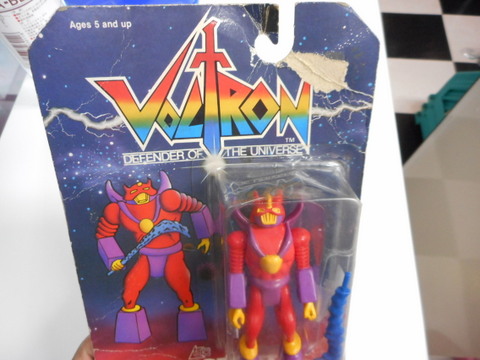 Ages 5 and up
VOLTRON
TM
DEFENDER OF THE UNIVERSE